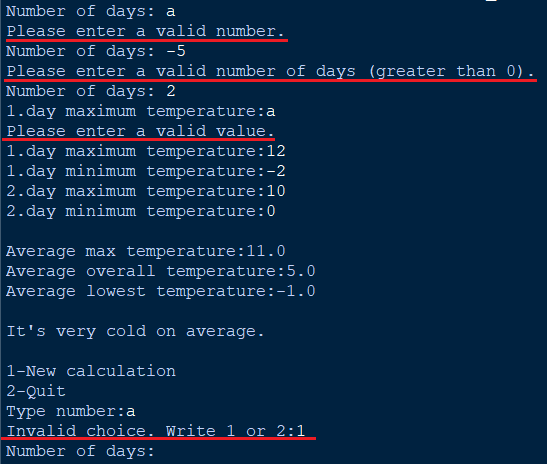 Number of days: a
Please enter a valid number.
Number of days: -5
Please enter a valid number of days (greater than 0).
Number of days: 2
1.day maximum temperature:a
Please enter a valid value.
1.day maximum temperature:12
1.day minimum temperature:-2
2.day maximum temperature:10
2.day minimum temperature:0
Average max temperature:11.0
Average overall temperature:5.0
Average lowest temperature:-1.0
It's very cold on average.
1-New calculation
2-Quit
Type number:a
Invalid choice. Write 1 or 2:1
Number of days: